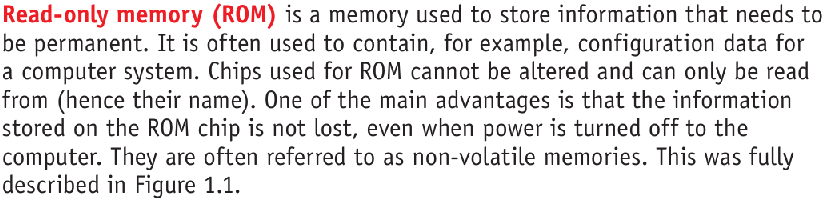 Read-only memory (ROM) is a memory used to store information that needs to
be permanent. It is often used to contain, for example, configuration data for
a computer system. Chips used for ROM cannot be altered and can only be read
from (hence their name). One of the main advantages is that the information
stored on the ROM chip is not lost, even when power is turned off to the
computer. They are often referred to as non-volatile memories. This was fully
described in Figure 1.1.